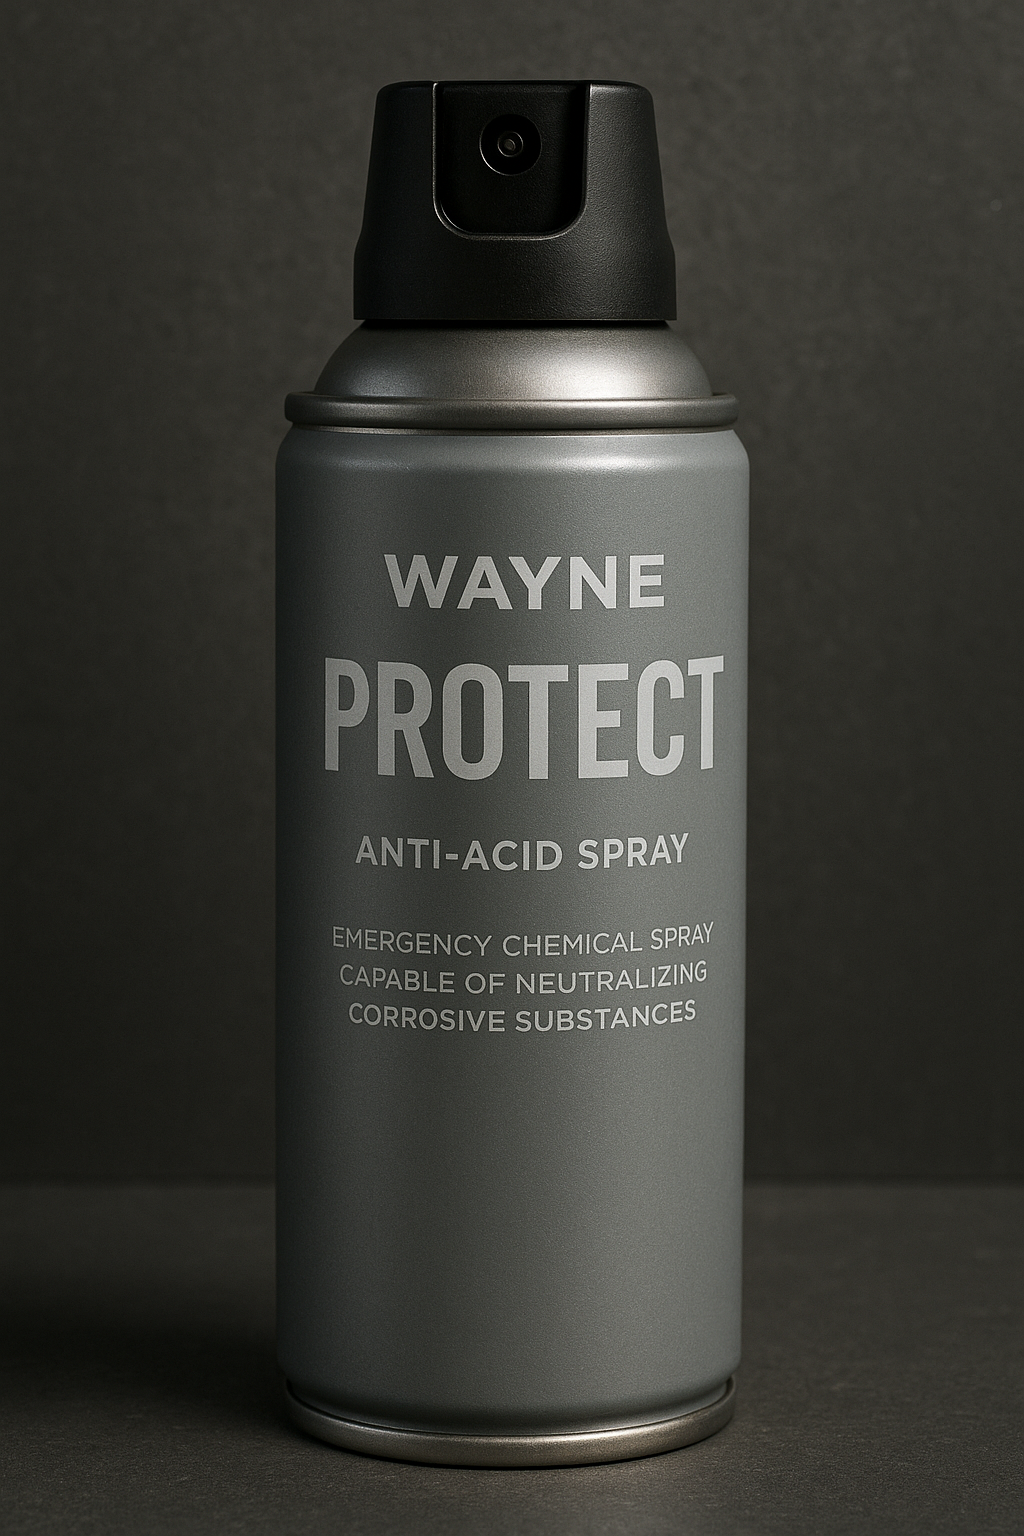 WAYNE
PROTECT
ANTI-ACID SPRAY
EMERGENCY CHEMICAL SPRAY
CAPABLE OF NEUTRALIZING
CORROSIVE SUBSTANCES